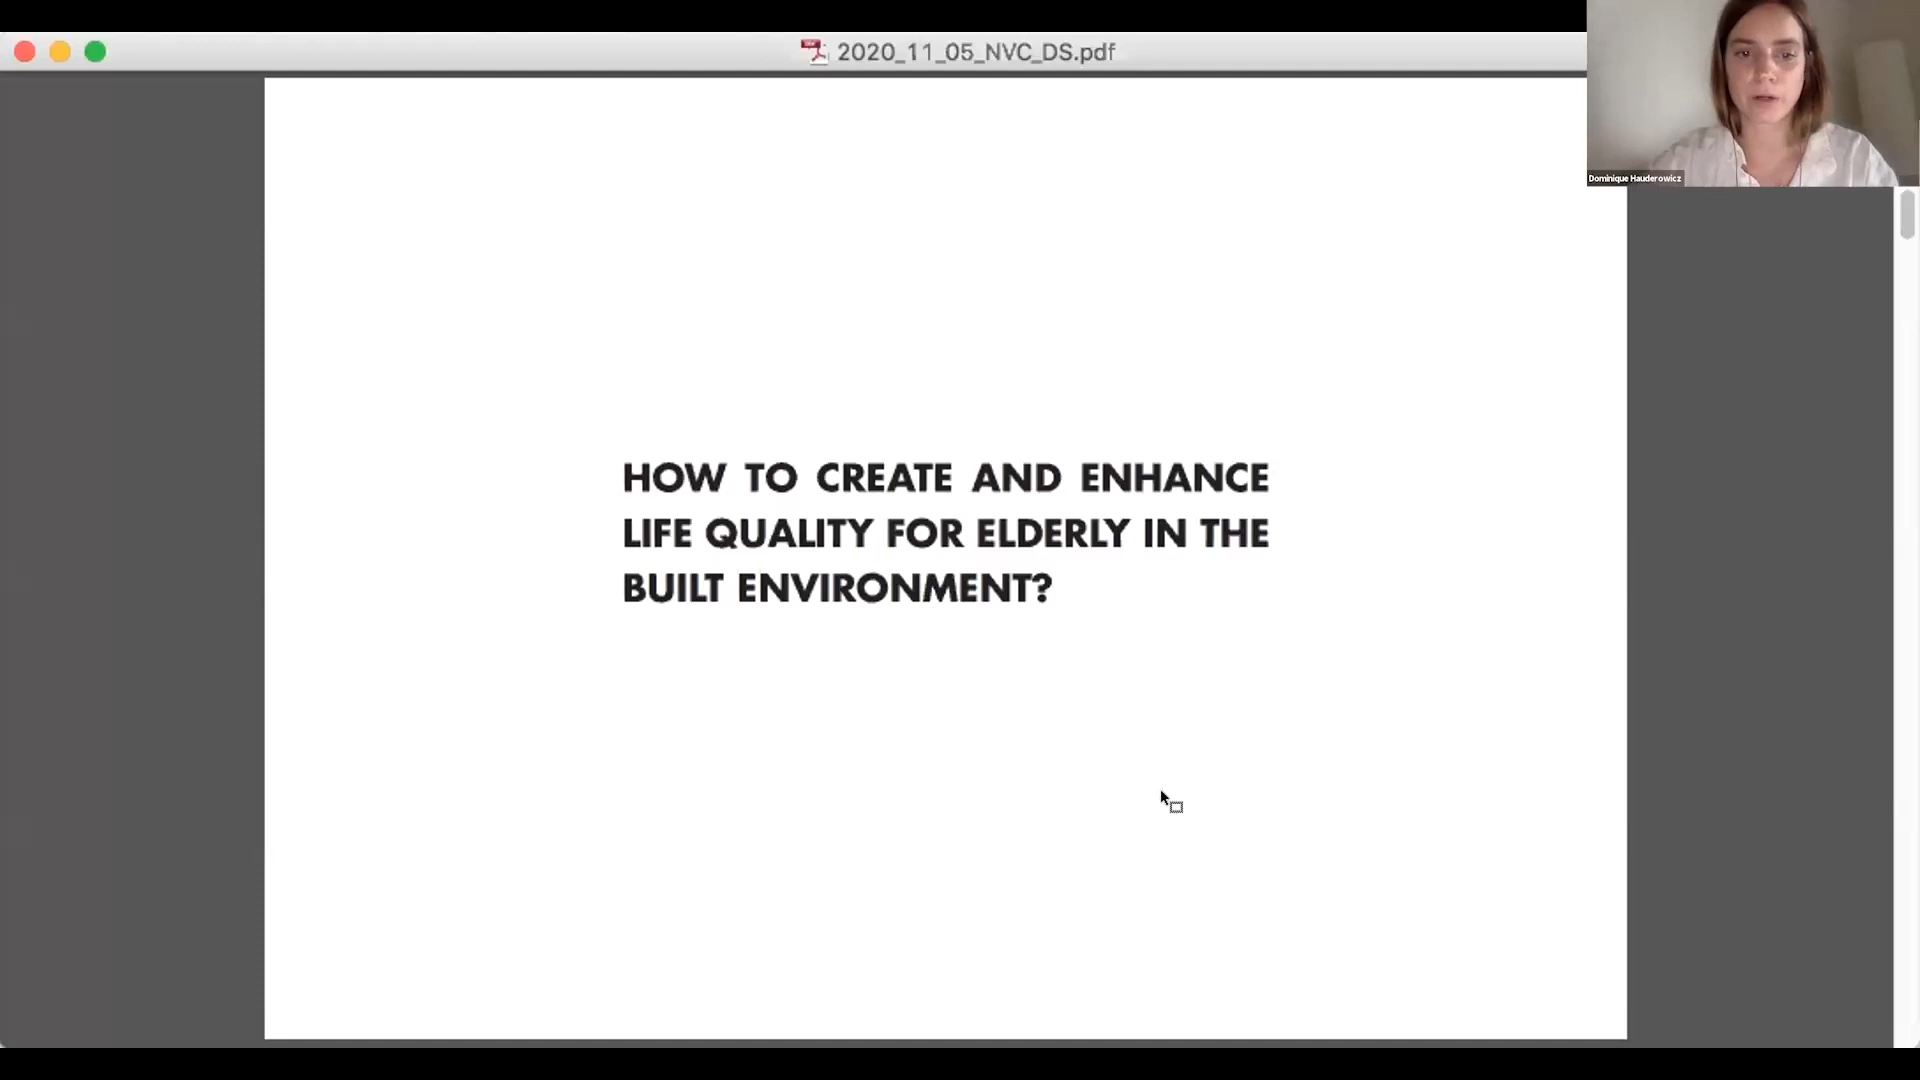 2020_11_05_NVC_DS.pdf
Dominique Hauderowicz
HOW TO CREATE AND ENHANCE
LIFE QUALITY FOR ELDERLY IN THE
BUILT ENVIRONMENT?